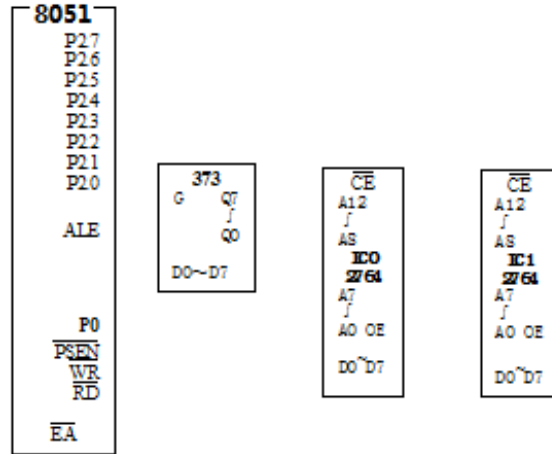 8051
P27
P26
P25
P24
P23
P22
P21
P20
ALE
P0
PSEN
WR
RD
EA
373
G Q7
∫
Q0
D0~D7
CE
A12
∫
A8
IC0
2764
A7
∫
A0 OE
D0~D7
CE
A12
∫
A8
IC1
2764
A7
∫
A0 OE
D0~D7